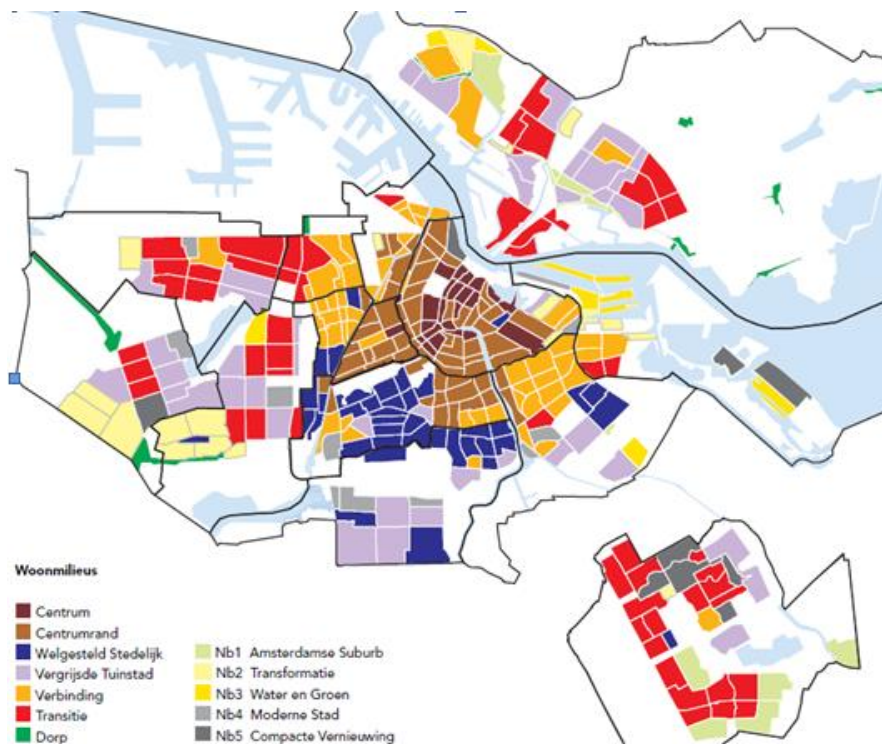 Woonmilieus
Centrum
Centrumrand
Welgesteld Stedelijk
Vergrijsde Tuinstad
Verbinding
Transitie
Dorp
Nb1 Amsterdamse Suburb
Nb2 Transformatie
Nb3 Water en Groen
Nb4 Moderne Stad
Nb5 Compacte Vernieuwing